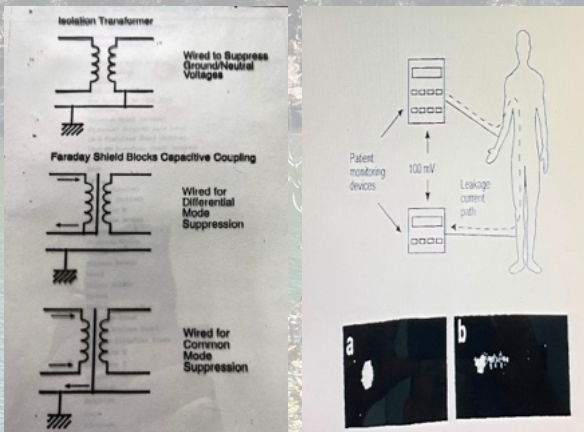 Isolation Transformer
Wired to Suppress
Ground/Neutral
Voltages
Faraday Shield Blocks Capacitive Coupling
Wired for
Differential
Mode
Suppression
Wired for
Common
Mode
Suppression
Patient
monitoring
devices
100 mV
Leakage
current
path
a
b